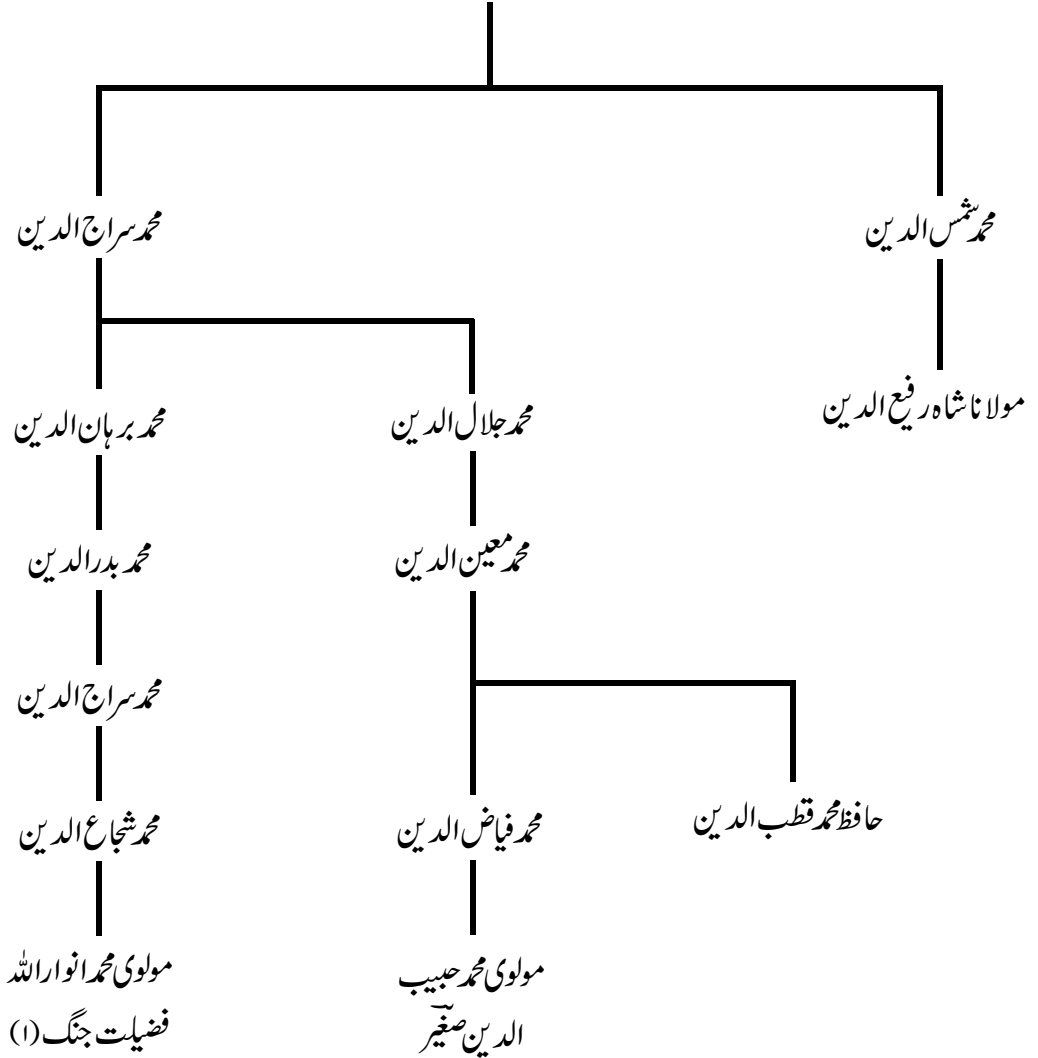 محمد شمس الدین
محمد سراج الدین
مولانا شاہ رفیع الدین
محمد جلال الدین
محمد برہان الدین
محمد معین الدین
محمد بدر الدین
محمد سراج الدین
حافظ محمد قطب الدین
محمد فیاض الدین
محمد شجاع الدین
مولوی محمد حبیب
الدین صغیرؔ
مولوی محمد انوار اللہ
فضیلت جنگ (۱)